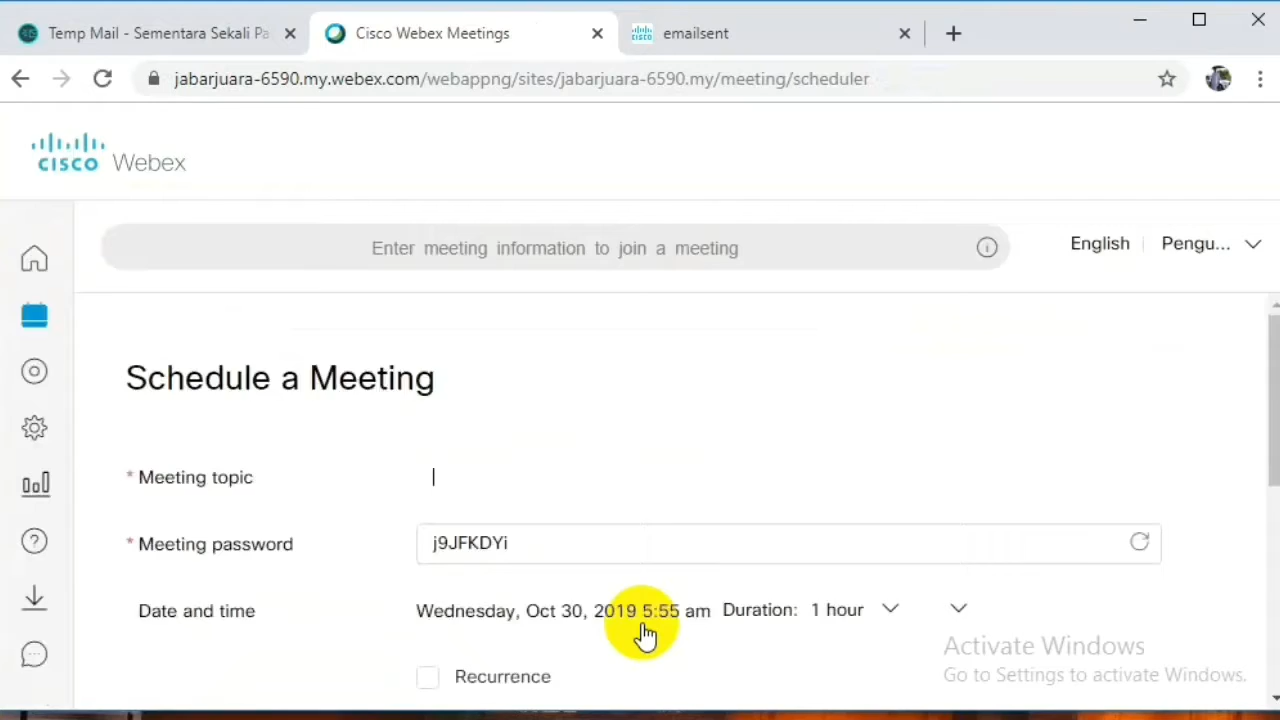 Temp Mail - Sementara Sekali Pa
Cisco Webex Meetings
emailsent
jabarjuara-6590.my.webex.com/webappng/sites/jabarjuara-6590.my/meeting/scheduler
CISCO Webex
Enter meeting information to join a meeting
English
Pengu...
Schedule a Meeting
* Meeting topic
* Meeting password
j9JFKDYi
Date and time
Wednesday, Oct 30, 2019 5:55 am Duration: 1 hour
Recurrence
Activate Windows
Go to Settings to activate Windows.